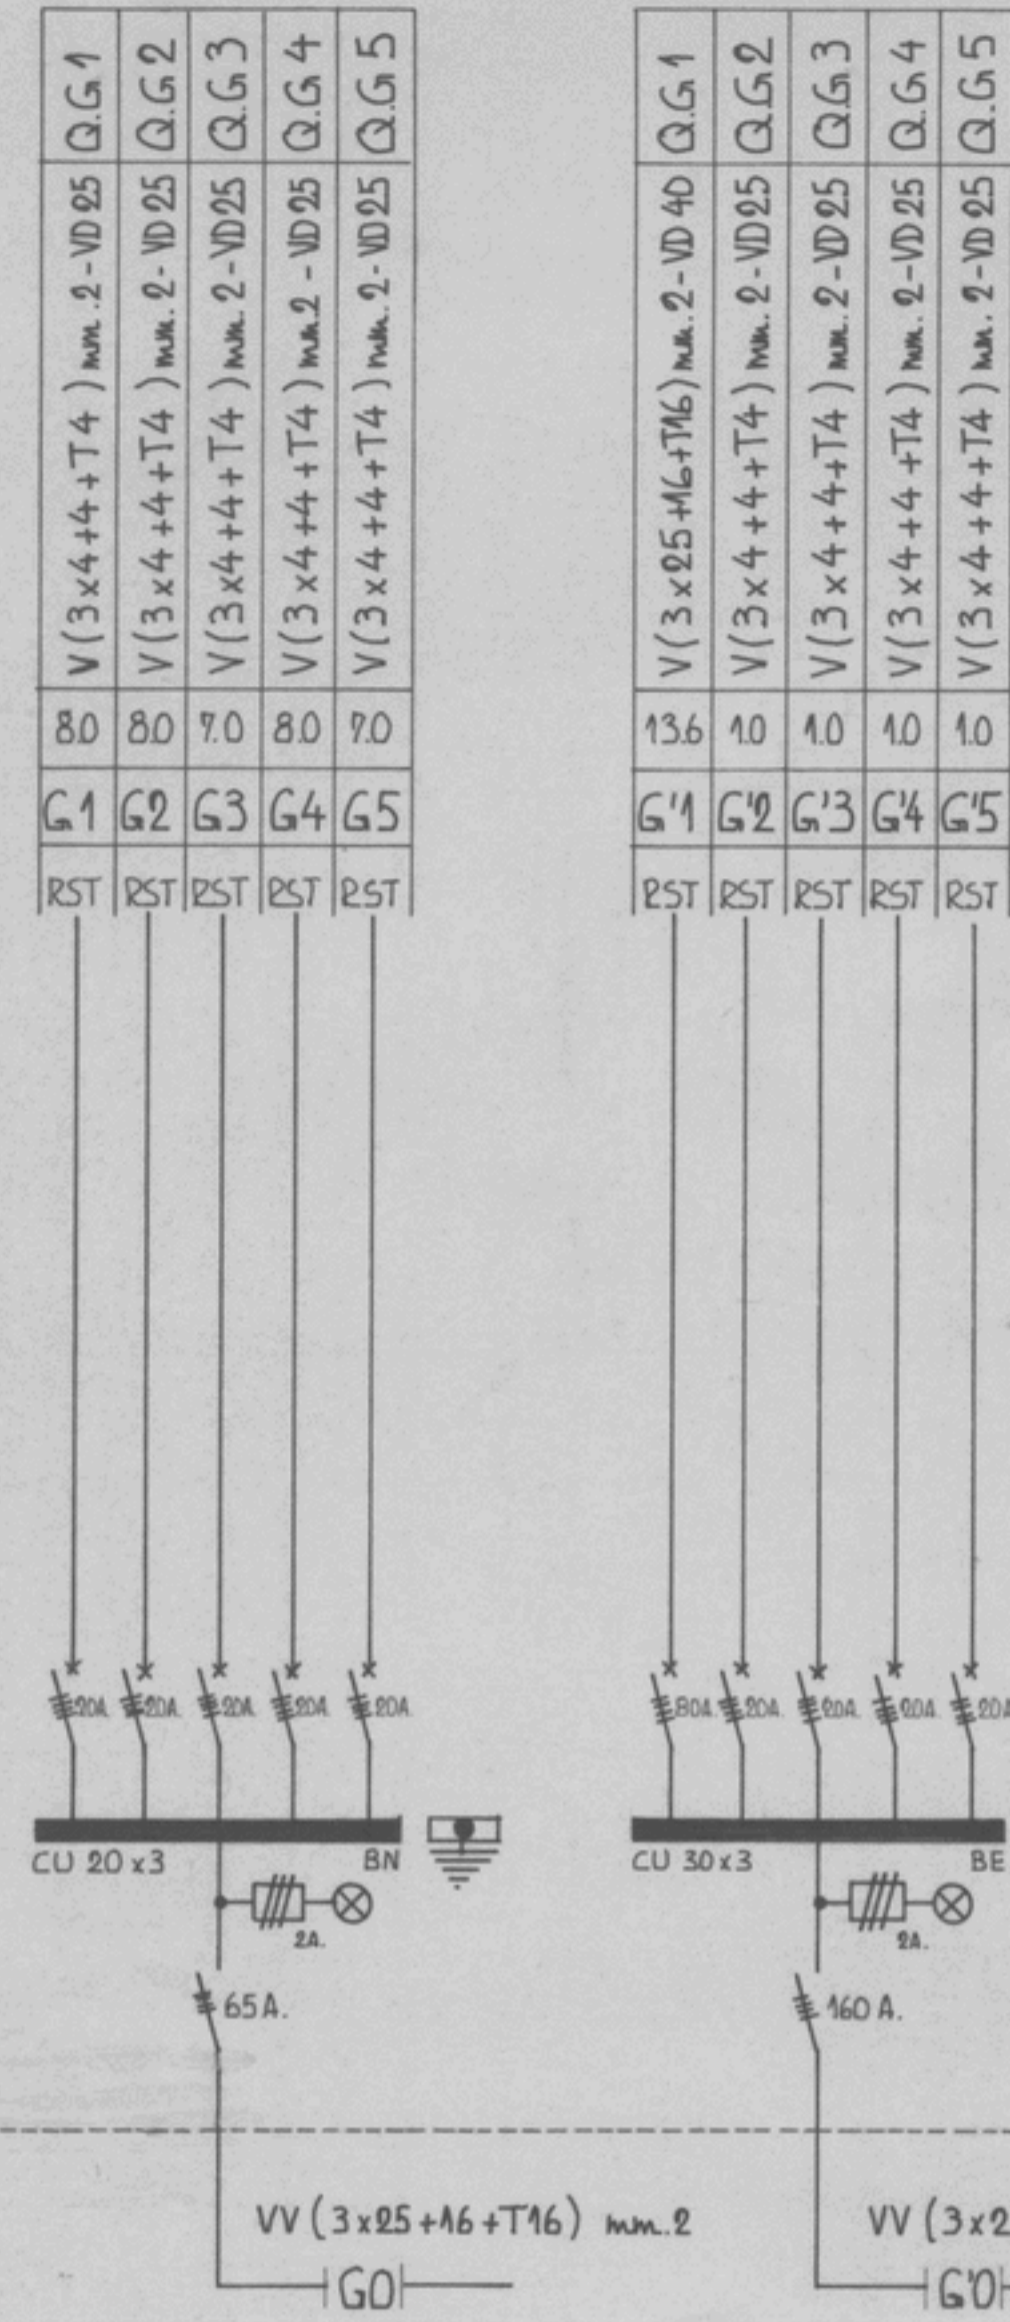 Q.G1 Q.G2 Q.G3 Q.G4 Q.G5
V(3x4+4+T4) mm.2-VD25
V(3x4+4+T4) mm.2-VD25
V(3x4+4+T4) mm.2-VD25
V(3x4+4+T4) mm.2-VD25
V(3x4+4+T4) mm.2-VD25
8.0 8.0 7.0 8.0 7.0
G1 G2 G3 G4 G5
RST RST RST RST RST
20A. 20A. 20A. 20A. 20A.
CU 20x3 BN
2A.
65A.
VV (3x25+16+T16) mm.2
G0
Q.G1 Q.G2 Q.G3 Q.G4 Q.G5
V(3x25+16+T16) mm.2-VD40
V(3x4+4+T4) mm.2-VD25
V(3x4+4+T4) mm.2-VD25
V(3x4+4+T4) mm.2-VD25
V(3x4+4+T4) mm.2-VD25
13.6 1.0 1.0 1.0 1.0
G'1 G'2 G'3 G'4 G'5
RST RST RST RST RST
80A. 20A. 20A. 20A. 20A
CU 30x3 BE
2A.
160A.
VV (3x2
G'0